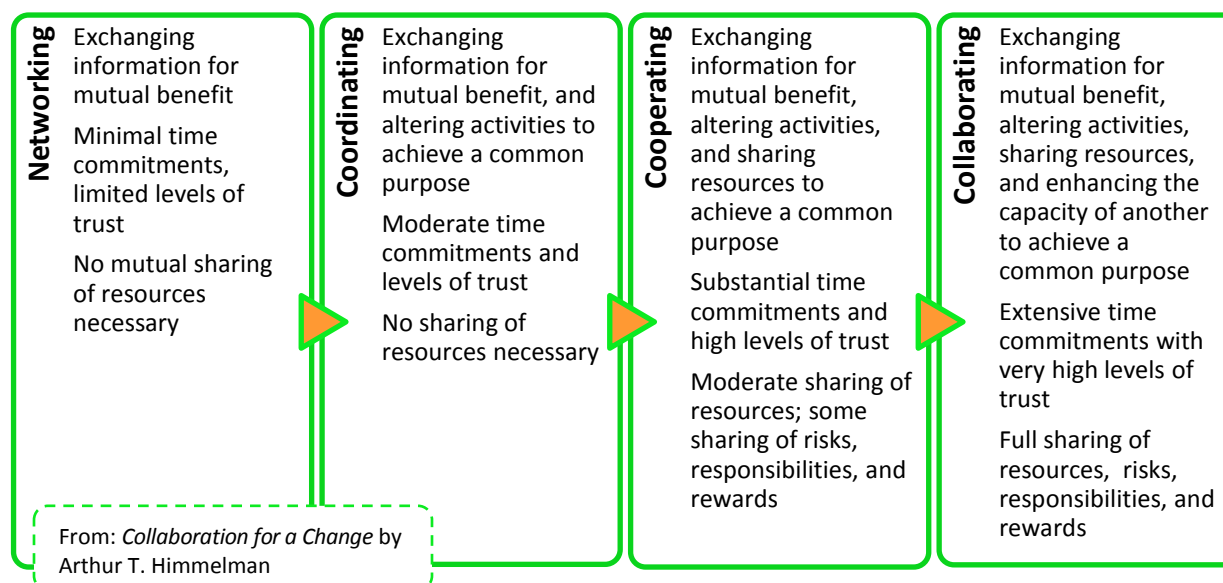 Networking
Exchanging
information for
mutual benefit
Minimal time
commitments,
limited levels of
trust
No mutual sharing
of resources
necessary
Coordinating
Exchanging
information for
mutual benefit, and
altering activities to
achieve a common
purpose
Moderate time
commitments and
levels of trust
No sharing of
resources necessary
Cooperating
Exchanging
information for
mutual benefit,
altering activities,
and sharing
resources to
achieve a common
purpose
Substantial time
commitments and
high levels of trust
Moderate sharing of
resources; some
sharing of risks,
responsibilities, and
rewards
Collaborating
Exchanging
information for
mutual benefit,
altering activities,
sharing resources,
and enhancing the
capacity of another
to achieve a
common purpose
Extensive time
commitments with
very high levels of
trust
Full sharing of
resources, risks,
responsibilities, and
rewards
From: Collaboration for a Change by
Arthur T. Himmelman